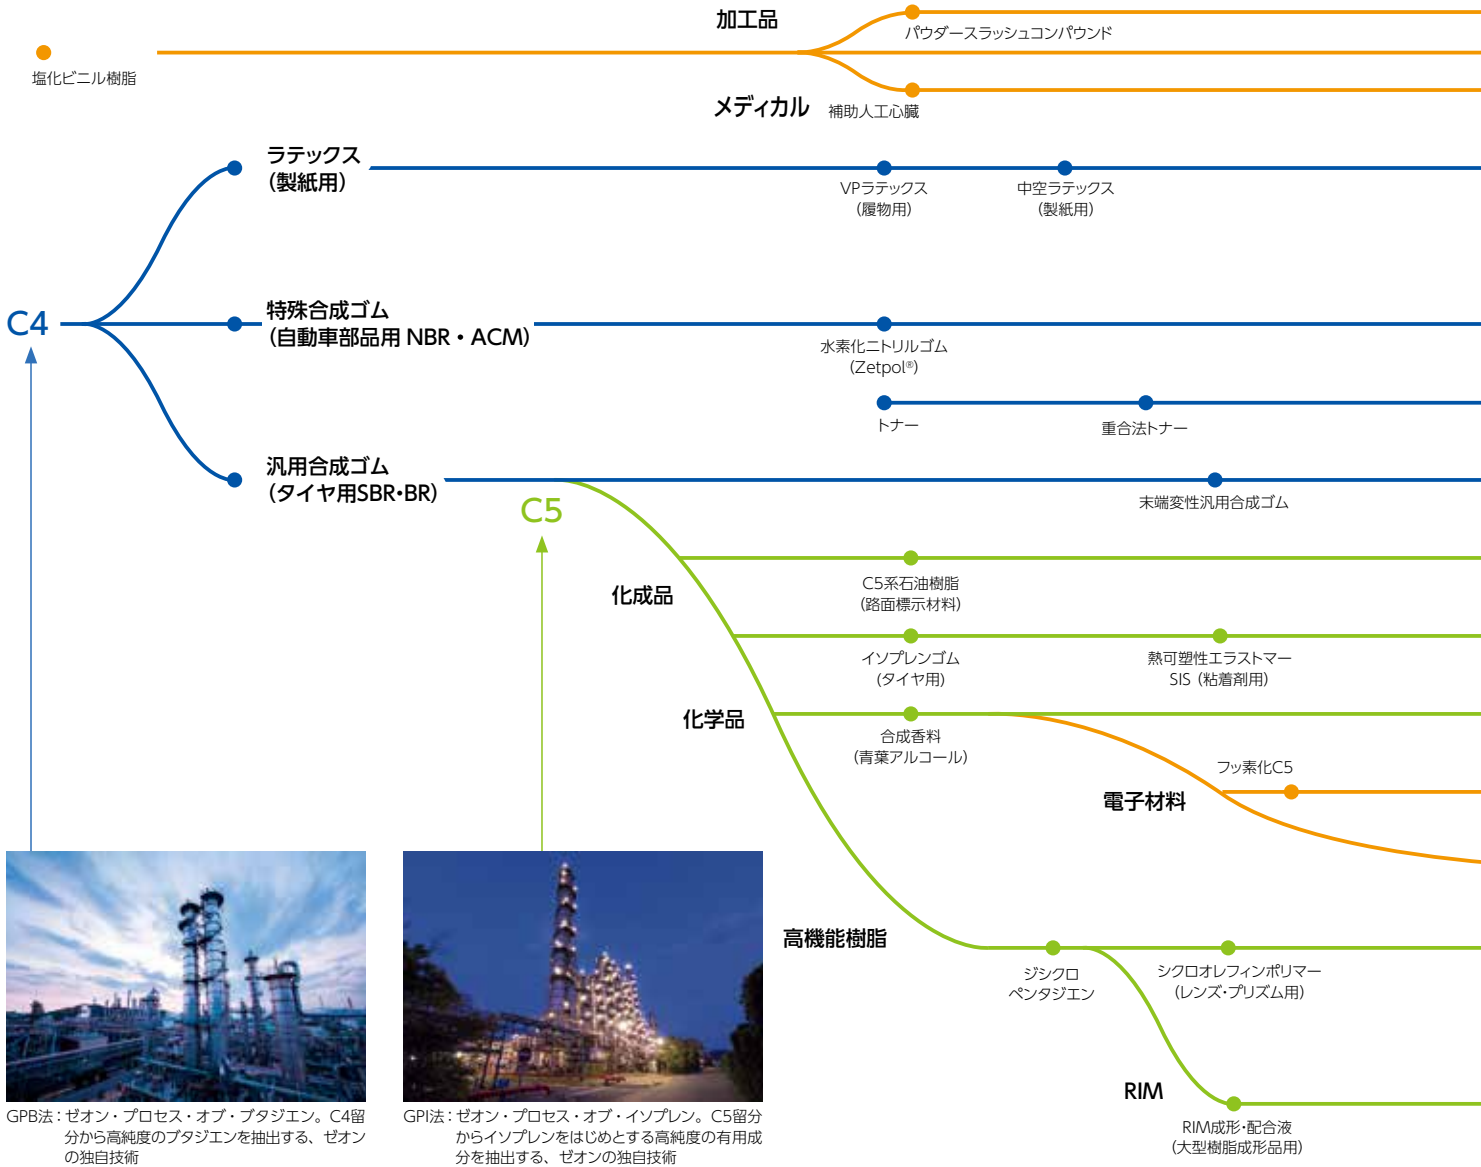 加工品
パウダースラッシュコンパウンド
塩化ビニル樹脂
メディカル
補助人工心臓
ラテックス
(製紙用)
VPラテックス
(履物用)
中空ラテックス
(製紙用)
C4
特殊合成ゴム
(自動車部品用 NBR・ACM)
水素化ニトリルゴム
(Zetpol®)
トナー
重合法トナー
汎用合成ゴム
(タイヤ用SBR・BR)
末端変性汎用合成ゴム
C5
化成品
C5系石油樹脂
(路面標示材料)
イソプレンゴム
(タイヤ用)
熱可塑性エラストマー
SIS (粘着剤用)
化学品
合成香料
(青葉アルコール)
フッ素化C5
電子材料
高機能樹脂
ジシクロ
ペンタジエン
シクロオレフィンポリマー
(レンズ・プリズム用)
RIM
RIM成形・配合液
(大型樹脂成形品用)
GPB法：ゼオン・プロセス・オブ・ブタジエン。C4留
分から高純度のブタジエンを抽出する、ゼオン
の独自技術
GPI法：ゼオン・プロセス・オブ・イソプレン。C5留分
からイソプレンをはじめとする高純度の有用成
分を抽出する、ゼオンの独自技術